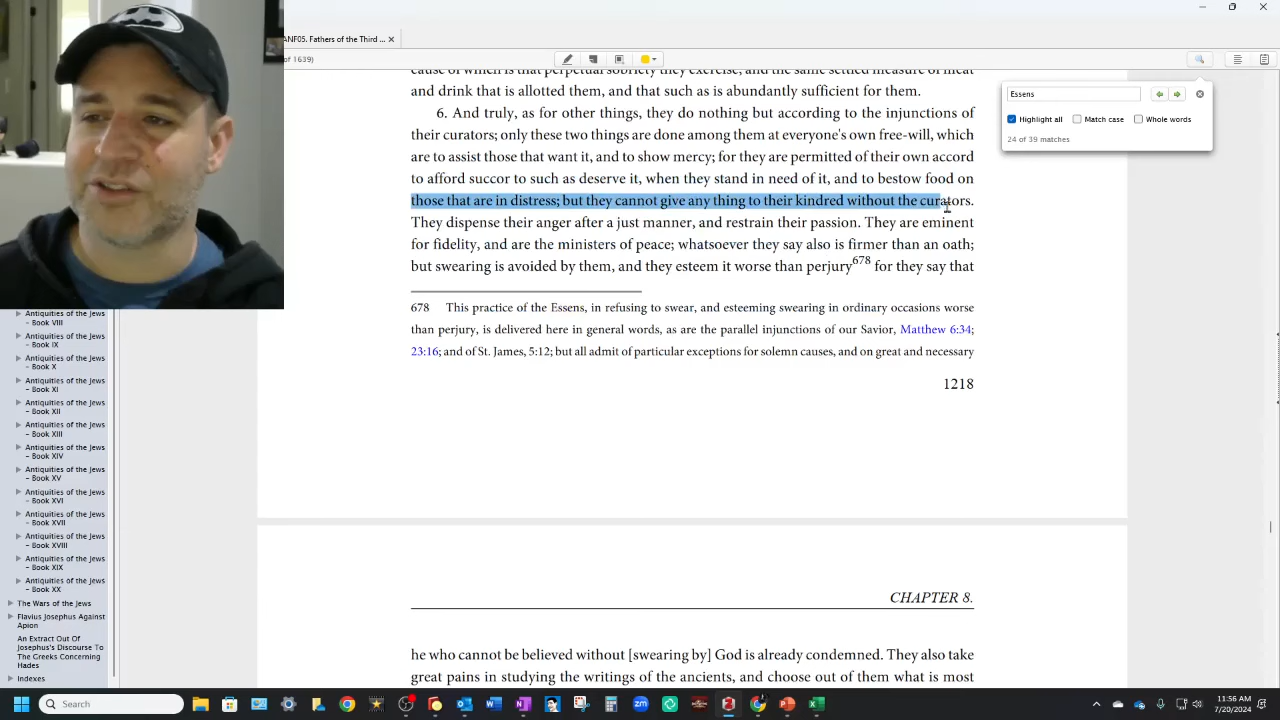 ANF05. Fathers of the Third ...
of 1639)
cause of which is that perpetual sobriety they exercise, and the same settled measure of meat
and drink that is allotted them, and that such as is abundantly sufficient for them.
6. And truly, as for other things, they do nothing but according to the injunctions of
their curators; only these two things are done among them at everyone's own free-will, which
are to assist those that want it, and to show mercy; for they are permitted of their own accord
to afford succor to such as deserve it, when they stand in need of it, and to bestow food on
those that are in distress; but they cannot give any thing to their kindred without the curators.
They dispense their anger after a just manner, and restrain their passion. They are eminent
for fidelity, and are the ministers of peace; whatsoever they say also is firmer than an oath;
but swearing is avoided by them, and they esteem it worse than perjury678 for they say that
678 This practice of the Essens, in refusing to swear, and esteeming swearing in ordinary occasions worse
than perjury, is delivered here in general words, as are the parallel injunctions of our Savior, Matthew 6:34;
23:16; and of St. James, 5:12; but all admit of particular exceptions for solemn causes, and on great and necessary
1218
CHAPTER 8.
he who cannot be believed without [swearing by] God is already condemned. They also take
great pains in studying the writings of the ancients, and choose out of them what is most
Essens
Highlight all
Match case
Whole words
24 of 39 matches
Antiquities of the Jews
– Book VIII
Antiquities of the Jews
– Book IX
Antiquities of the Jews
– Book X
Antiquities of the Jews
– Book XI
Antiquities of the Jews
– Book XII
Antiquities of the Jews
– Book XIII
Antiquities of the Jews
– Book XIV
Antiquities of the Jews
– Book XV
Antiquities of the Jews
– Book XVI
Antiquities of the Jews
– Book XVII
Antiquities of the Jews
– Book XVIII
Antiquities of the Jews
– Book XIX
Antiquities of the Jews
– Book XX
The Wars of the Jews
Flavius Josephus Against
Apion
An Extract Out Of
Josephus's Discourse To
The Greeks Concerning
Hades
Indexes
Search
zm
11:56 AM
7/20/2024